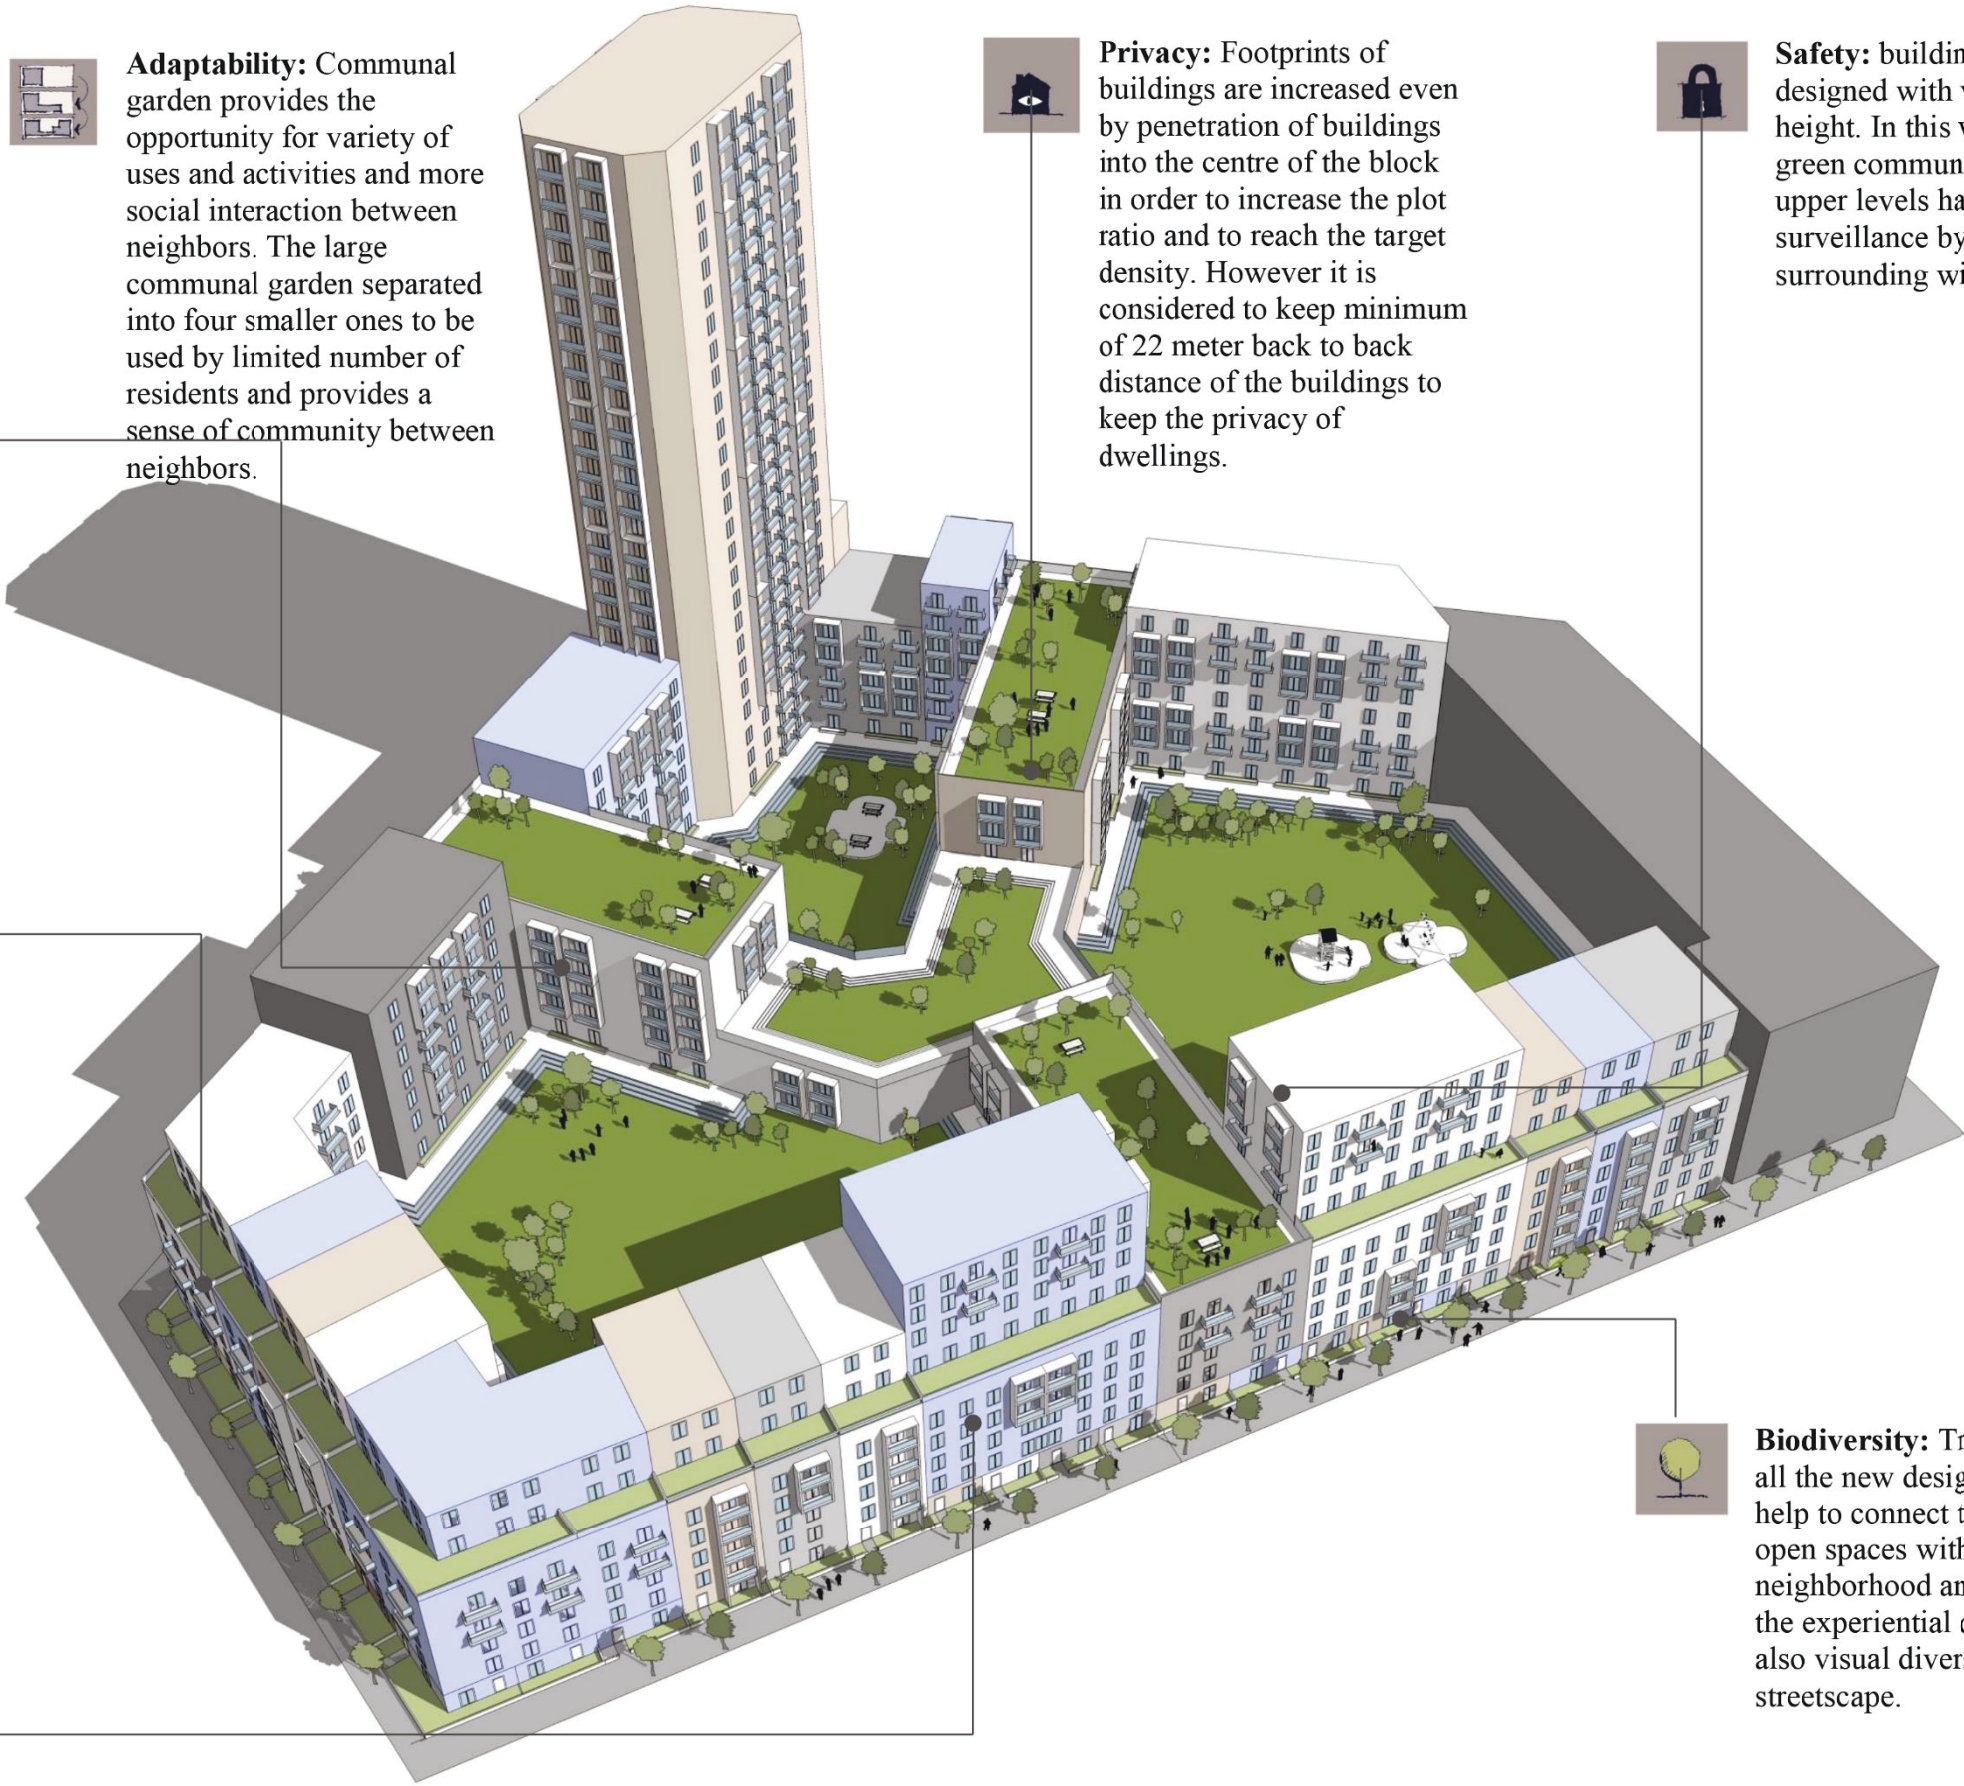 Adaptability: Communal
garden provides the
opportunity for variety of
uses and activities and more
social interaction between
neighbors. The large
communal garden separated
into four smaller ones to be
used by limited number of
residents and provides a
sense of community between
neighbors.
Privacy: Footprints of
buildings are increased even
by penetration of buildings
into the centre of the block
in order to increase the plot
ratio and to reach the target
density. However it is
considered to keep minimum
of 22 meter back to back
distance of the buildings to
keep the privacy of
dwellings.
Safety:
designed with
height. In this
green
upper levels
surveillance by
surrounding
Biodiversity:
all the new
help to connect
open spaces
neighborhood
the experiential
also visual
streetscape.